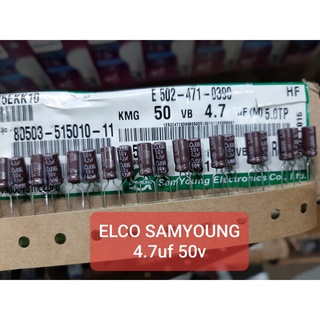 5EKK16
E 502-471-0390
HF
KMG 50 VB 4.7 uF (M) 5.0TP
80503-515010-11
SamYoung Electronics Co., Ltd.
ELCO SAMYOUNG
4.7uf 50v